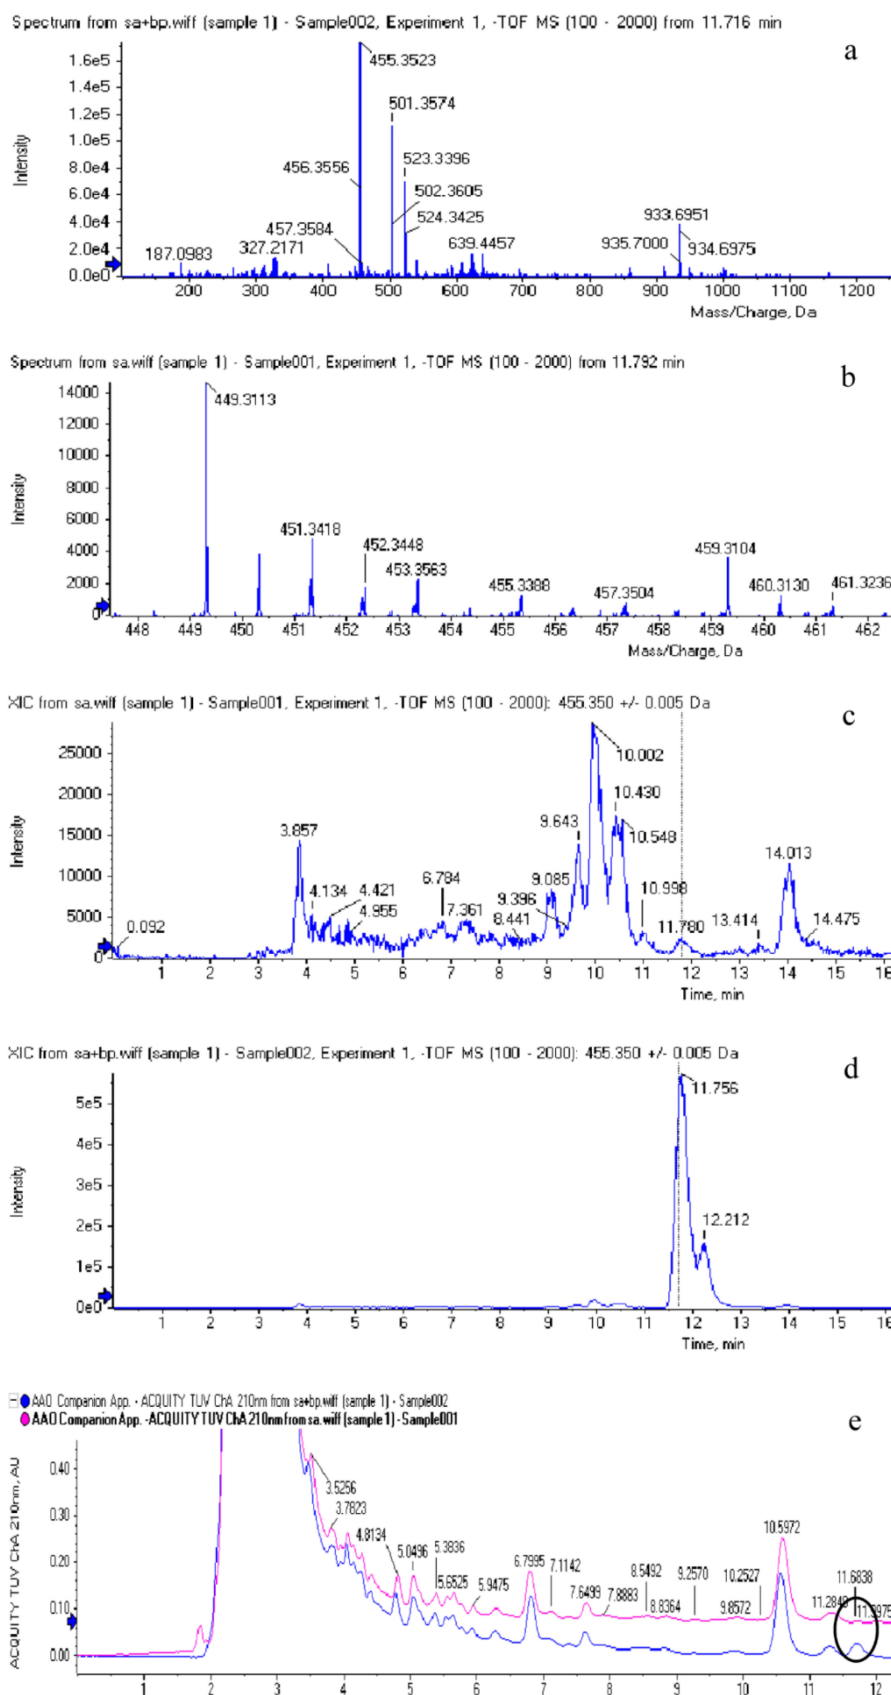 Spectrum from sa+bp.wiff (sample 1) - Sample002, Experiment 1, -TOF MS (100 - 2000) from 11.716 min
a
Intensity
1.6e5
1.4e5
1.2e5
1.0e5
8.0e4
6.0e4
4.0e4
2.0e4
0.0e0
455.3523
501.3574
523.3396
456.3556
502.3605
524.3425
457.3584
933.6951
187.0983
327.2171
639.4457
935.7000
934.6975
200 300 400 500 600 700 800 900 1000 1100 1200
Mass/Charge, Da
Spectrum from sa.wiff (sample 1) - Sample001, Experiment 1, -TOF MS (100 - 2000) from 11.792 min
b
Intensity
14000
12000
10000
8000
6000
4000
2000
0
449.3113
451.3418
452.3448
453.3563
455.3388
457.3504
459.3104
460.3130
461.3236
448 449 450 451 452 453 454 455 456 457 458 459 460 461 462
Mass/Charge, Da
XIC from sa.wiff (sample 1) - Sample001, Experiment 1, -TOF MS (100 - 2000): 455.350 +/- 0.005 Da
c
Intensity
25000
20000
15000
10000
5000
0
10.002
10.430
9.643
10.548
3.857
14.013
4.134
4.421
4.955
6.784
7.361
9.396
8.441
9.085
10.998
11.780
13.414
14.475
0.092
1 2 3 4 5 6 7 8 9 10 11 12 13 14 15 16
Time, min
XIC from sa+bp.wiff (sample 1) - Sample002, Experiment 1, -TOF MS (100 - 2000): 455.350 +/- 0.005 Da
d
Intensity
5e5
4e5
3e5
2e5
1e5
0e0
11.756
12.212
1 2 3 4 5 6 7 8 9 10 11 12 13 14 15 16
Time, min
AAO Companion App. - ACQUITY TUV ChA 210nm from sa+bp.wiff (sample 1) - Sample002
AAO Companion App. -ACQUITY TUV ChA 210nm from sa.wiff (sample 1) - Sample001
e
ACQUITY TUV ChA 210nm, AU
0.40
0.30
0.20
0.10
0.00
3.5256
3.7823
4.8134
5.0496
5.3836
5.6525
5.9475
6.7995
7.1142
7.6499
7.8883
8.5492
8.8364
9.2570
9.8572
10.2527
10.5972
11.6838
1 2 3 4 5 6 7 8 9 10 11 12